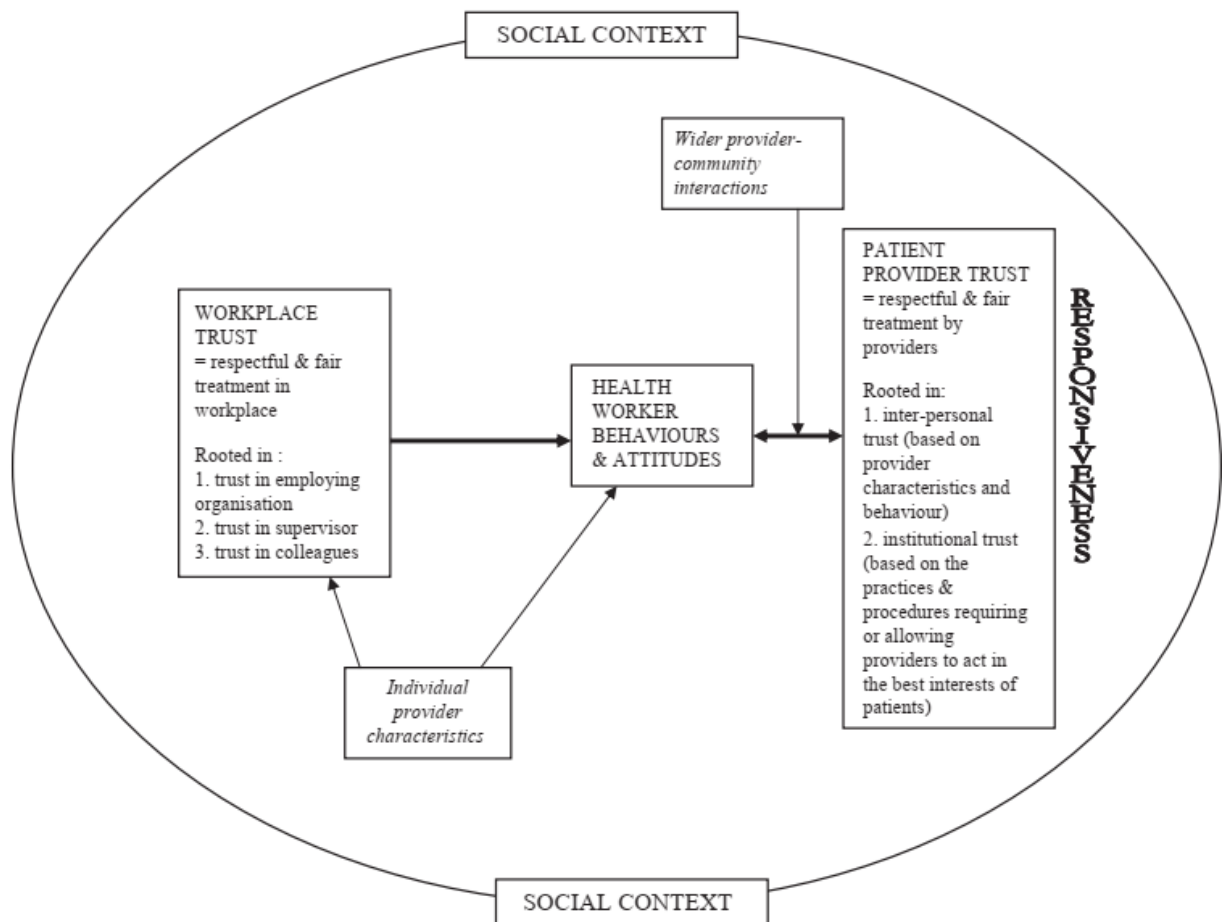 SOCIAL CONTEXT
Wider provider-
community
interactions
PATIENT
PROVIDER TRUST
= respectful & fair
treatment by
providers
Rooted in:
1. inter-personal
trust (based on
provider
characteristics and
behaviour)
2. institutional trust
(based on the
practices &
procedures requiring
or allowing
providers to act in
the best interests of
patients)
RESPONSIVENESS
WORKPLACE
TRUST
= respectful & fair
treatment in
workplace
Rooted in :
1. trust in employing
organisation
2. trust in supervisor
3. trust in colleagues
HEALTH
WORKER
BEHAVIOURS
& ATTITUDES
Individual
provider
characteristics
SOCIAL CONTEXT